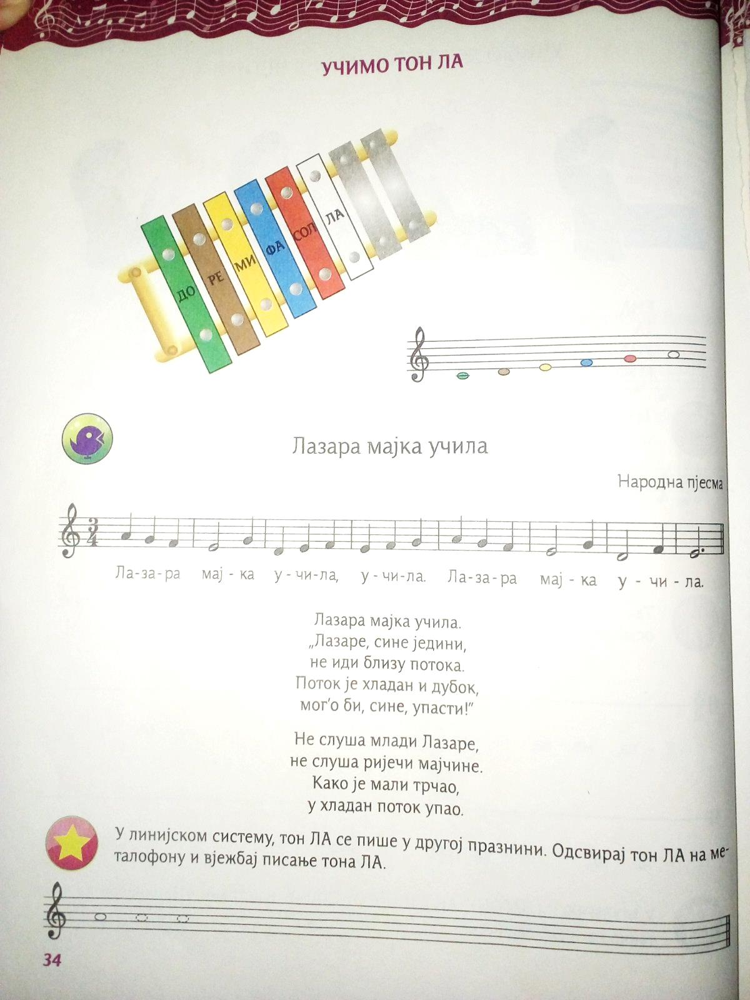 УЧИМО ТОН ЛА
ДО
РЕ
МИ
ФА
СОЛ
ЛА
Лазара мајка учила
Народна пјесма
3
4
Ла-за-ра мај - ка у - чи-ла, у - чи-ла. Ла-за-ра мај - ка у - чи - ла.
Лазара мајка учила.
„Лазаре, сине једини,
не иди близу потока.
Поток је хладан и дубок,
мог’о би, сине, упасти!”
Не слуша млади Лазаре,
не слуша ријечи мајчине.
Како је мали трчао,
у хладан поток упао.
У линијском систему, тон ЛА се пише у другој празнини. Одсвирај тон ЛА на ме-
талофону и вјежбај писање тона ЛА.
34